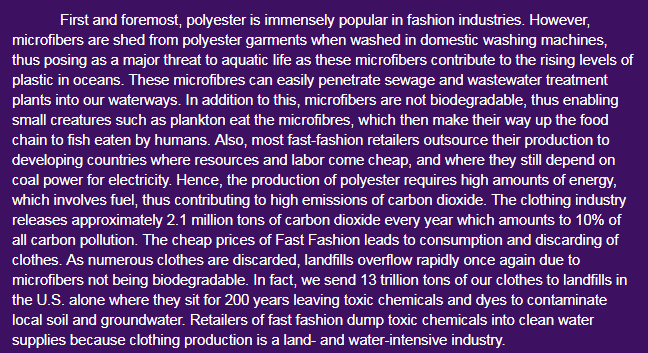 First and foremost, polyester is immensely popular in fashion industries. However,
microfibers are shed from polyester garments when washed in domestic washing machines,
thus posing as a major threat to aquatic life as these microfibers contribute to the rising levels of
plastic in oceans. These microfibres can easily penetrate sewage and wastewater treatment
plants into our waterways. In addition to this, microfibers are not biodegradable, thus enabling
small creatures such as plankton eat the microfibres, which then make their way up the food
chain to fish eaten by humans. Also, most fast-fashion retailers outsource their production to
developing countries where resources and labor come cheap, and where they still depend on
coal power for electricity. Hence, the production of polyester requires high amounts of energy,
which involves fuel, thus contributing to high emissions of carbon dioxide. The clothing industry
releases approximately 2.1 million tons of carbon dioxide every year which amounts to 10% of
all carbon pollution. The cheap prices of Fast Fashion leads to consumption and discarding of
clothes. As numerous clothes are discarded, landfills overflow rapidly once again due to
microfibers not being biodegradable. In fact, we send 13 trillion tons of our clothes to landfills in
the U.S. alone where they sit for 200 years leaving toxic chemicals and dyes to contaminate
local soil and groundwater. Retailers of fast fashion dump toxic chemicals into clean water
supplies because clothing production is a land- and water-intensive industry.